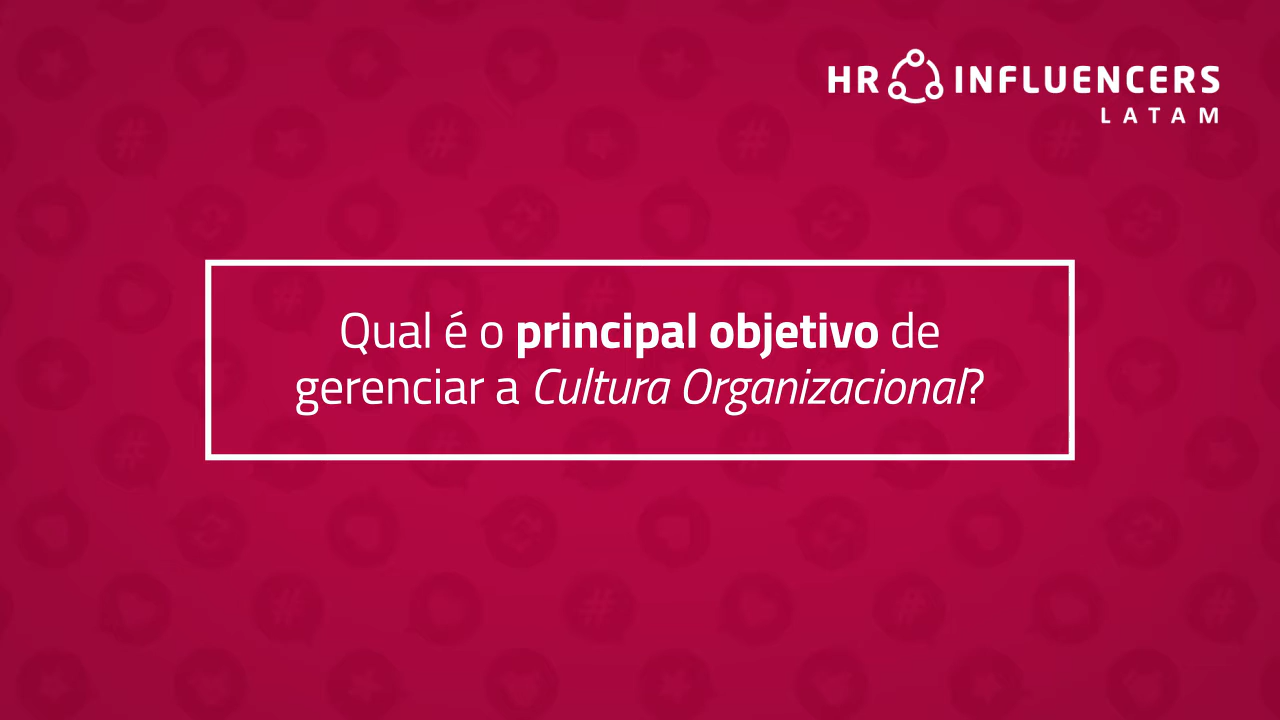 HR INFLUENCERS
LATAM
Qual é o principal objetivo de
gerenciar a Cultura Organizacional?